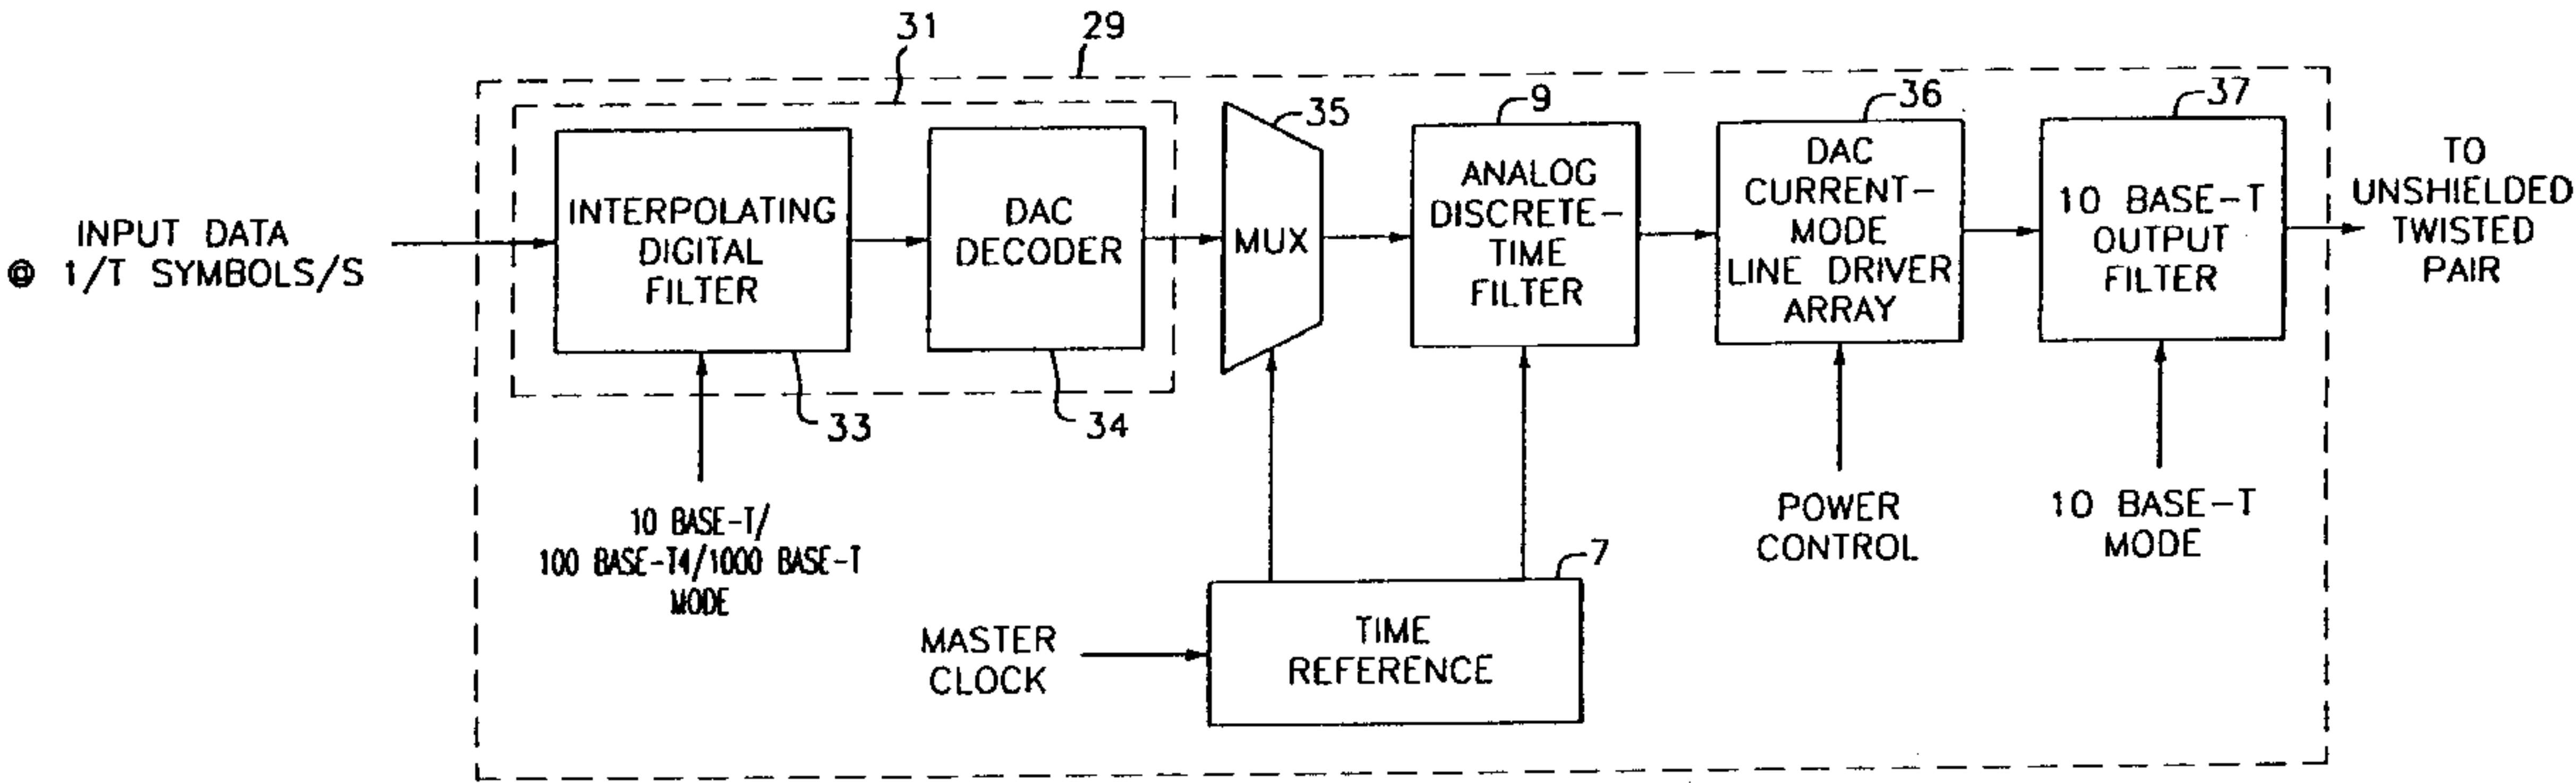 31
29
INPUT DATA
@ 1/T SYMBOLS/S
INTERPOLATING
DIGITAL
FILTER
33
10 BASE-T/
100 BASE-T4/1000 BASE-T
MODE
DAC
DECODER
34
MUX
35
ANALOG
DISCRETE-
TIME
FILTER
9
DAC
CURRENT-
MODE
LINE DRIVER
ARRAY
36
POWER
CONTROL
10 BASE-T
OUTPUT
FILTER
37
10 BASE-T
MODE
TO
UNSHIELDED
TWISTED
PAIR
MASTER
CLOCK
TIME
REFERENCE
7